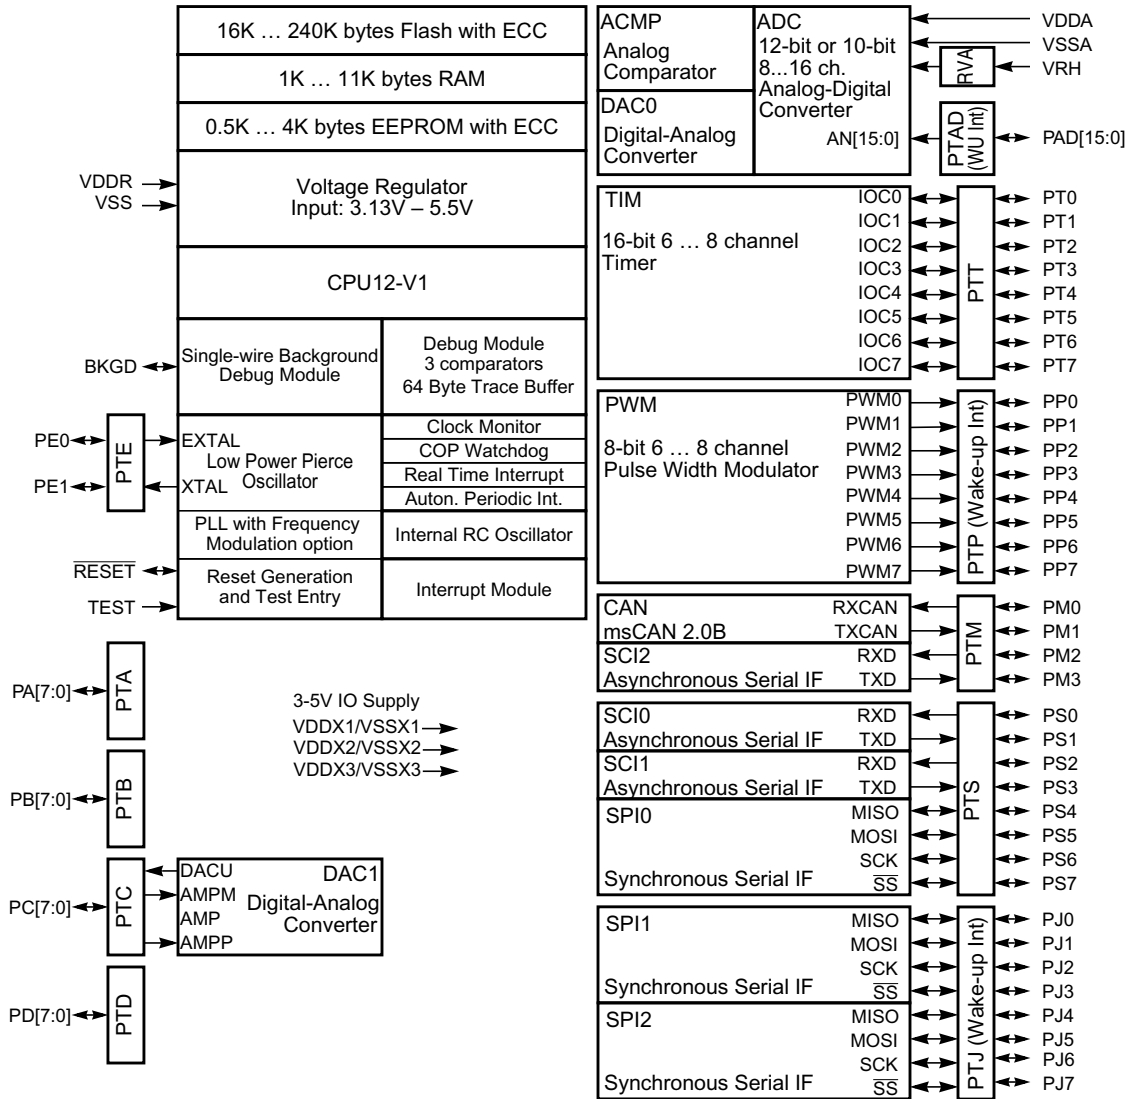 16K … 240K bytes Flash with ECC
1K … 11K bytes RAM
0.5K … 4K bytes EEPROM with ECC
VDDR
VSS
Voltage Regulator
Input: 3.13V – 5.5V
CPU12-V1
BKGD
Single-wire Background
Debug Module
Debug Module
3 comparators
64 Byte Trace Buffer
PE0
PE1
PTE
EXTAL
Low Power Pierce
Oscillator
XTAL
Clock Monitor
COP Watchdog
Real Time Interrupt
Auton. Periodic Int.
PLL with Frequency
Modulation option
Internal RC Oscillator
RESET
TEST
Reset Generation
and Test Entry
Interrupt Module
PA[7:0]
PTA
3-5V IO Supply
VDDX1/VSSX1
VDDX2/VSSX2
VDDX3/VSSX3
PB[7:0]
PTB
PC[7:0]
PTC
DACU
AMPM
AMP
AMPP
DAC1
Digital-Analog
Converter
PD[7:0]
PTD
ACMP
Analog
Comparator
DAC0
Digital-Analog
Converter
ADC
12-bit or 10-bit
8...16 ch.
Analog-Digital
Converter
AN[15:0]
RVA
PTAD
(WU Int)
VDDA
VSSA
VRH
PAD[15:0]
TIM
16-bit 6 … 8 channel
Timer
IOC0
IOC1
IOC2
IOC3
IOC4
IOC5
IOC6
IOC7
PTT
PT0
PT1
PT2
PT3
PT4
PT5
PT6
PT7
PWM
8-bit 6 … 8 channel
Pulse Width Modulator
PWM0
PWM1
PWM2
PWM3
PWM4
PWM5
PWM6
PWM7
PTP (Wake-up Int)
PP0
PP1
PP2
PP3
PP4
PP5
PP6
PP7
CAN
msCAN 2.0B
RXCAN
TXCAN
SCI2
Asynchronous Serial IF
RXD
TXD
PTM
PM0
PM1
PM2
PM3
SCI0
Asynchronous Serial IF
RXD
TXD
SCI1
Asynchronous Serial IF
RXD
TXD
SPI0
Synchronous Serial IF
MISO
MOSI
SCK
SS
PTS
PS0
PS1
PS2
PS3
PS4
PS5
PS6
PS7
SPI1
Synchronous Serial IF
MISO
MOSI
SCK
SS
SPI2
Synchronous Serial IF
MISO
MOSI
SCK
SS
PTJ (Wake-up Int)
PJ0
PJ1
PJ2
PJ3
PJ4
PJ5
PJ6
PJ7